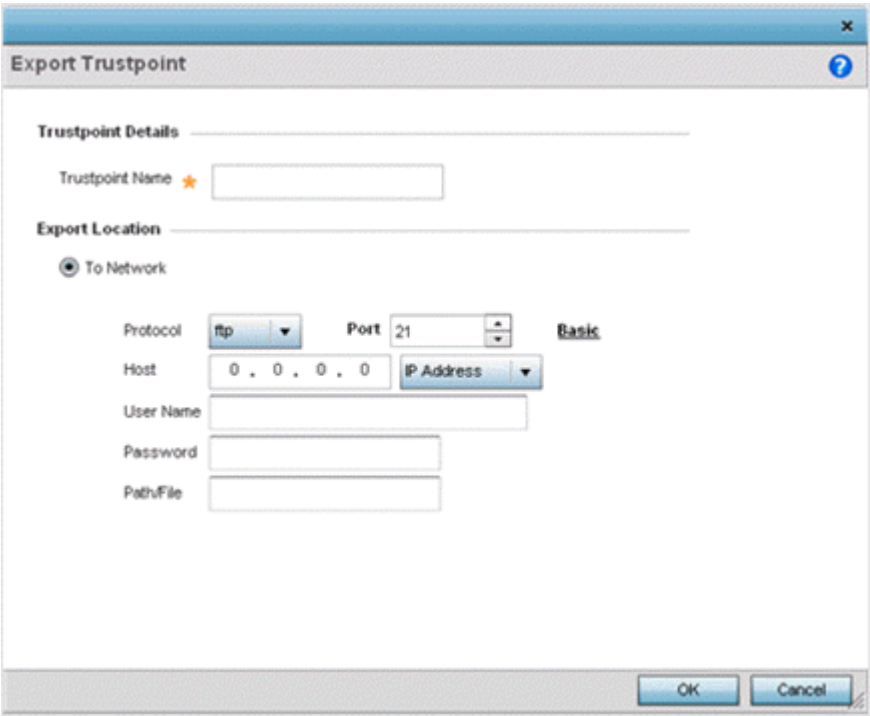 Export Trustpoint
Trustpoint Details
Trustpoint Name
Export Location
To Network
Protocol ftp Port 21 Basic
Host 0 . 0 . 0 . 0 IP Address
User Name
Password
Path/File
OK Cancel